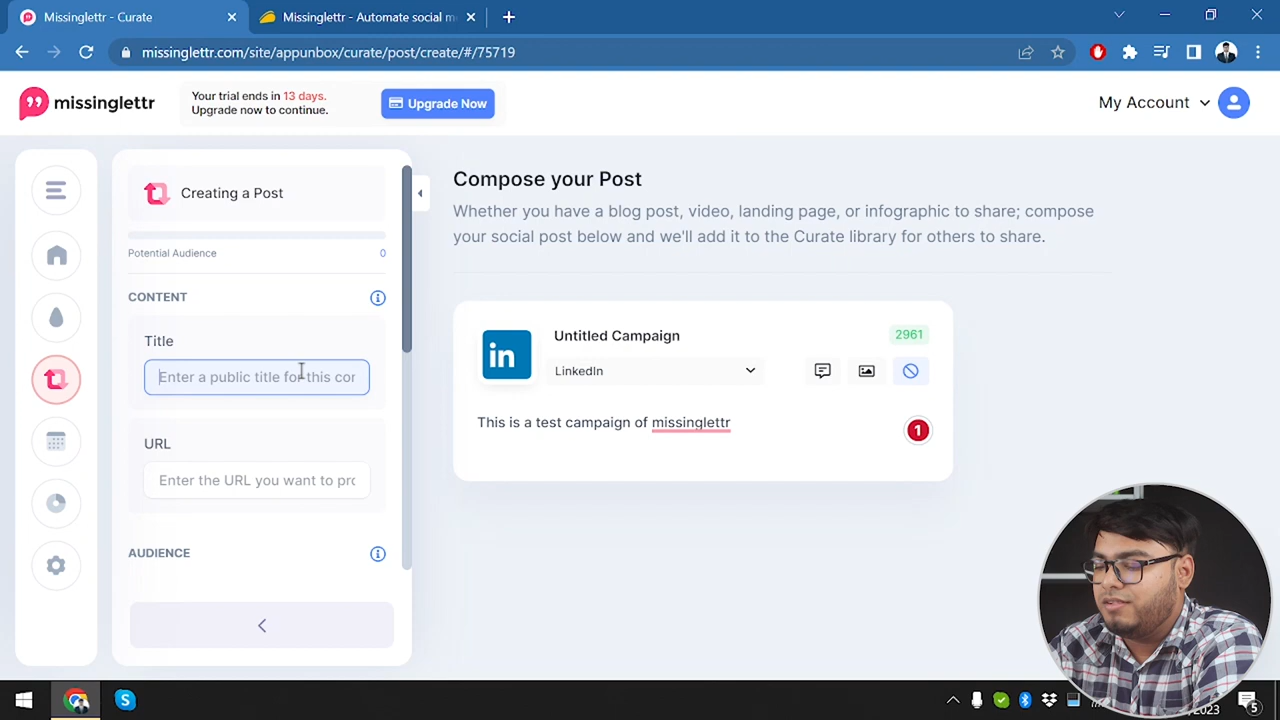 Missinglettr - Curate
Missinglettr - Automate social m
missinglettr.com/site/appunbox/curate/post/create/#/75719
missinglettr
Your trial ends in 13 days.
Upgrade now to continue.
Upgrade Now
My Account
Creating a Post
Potential Audience 0
CONTENT
Title
Enter a public title for this cor
URL
Enter the URL you want to prc
AUDIENCE
Compose your Post
Whether you have a blog post, video, landing page, or infographic to share; compose
your social post below and we'll add it to the Curate library for others to share.
in
Untitled Campaign
2961
LinkedIn
This is a test campaign of missinglettr
1
S
2023
5